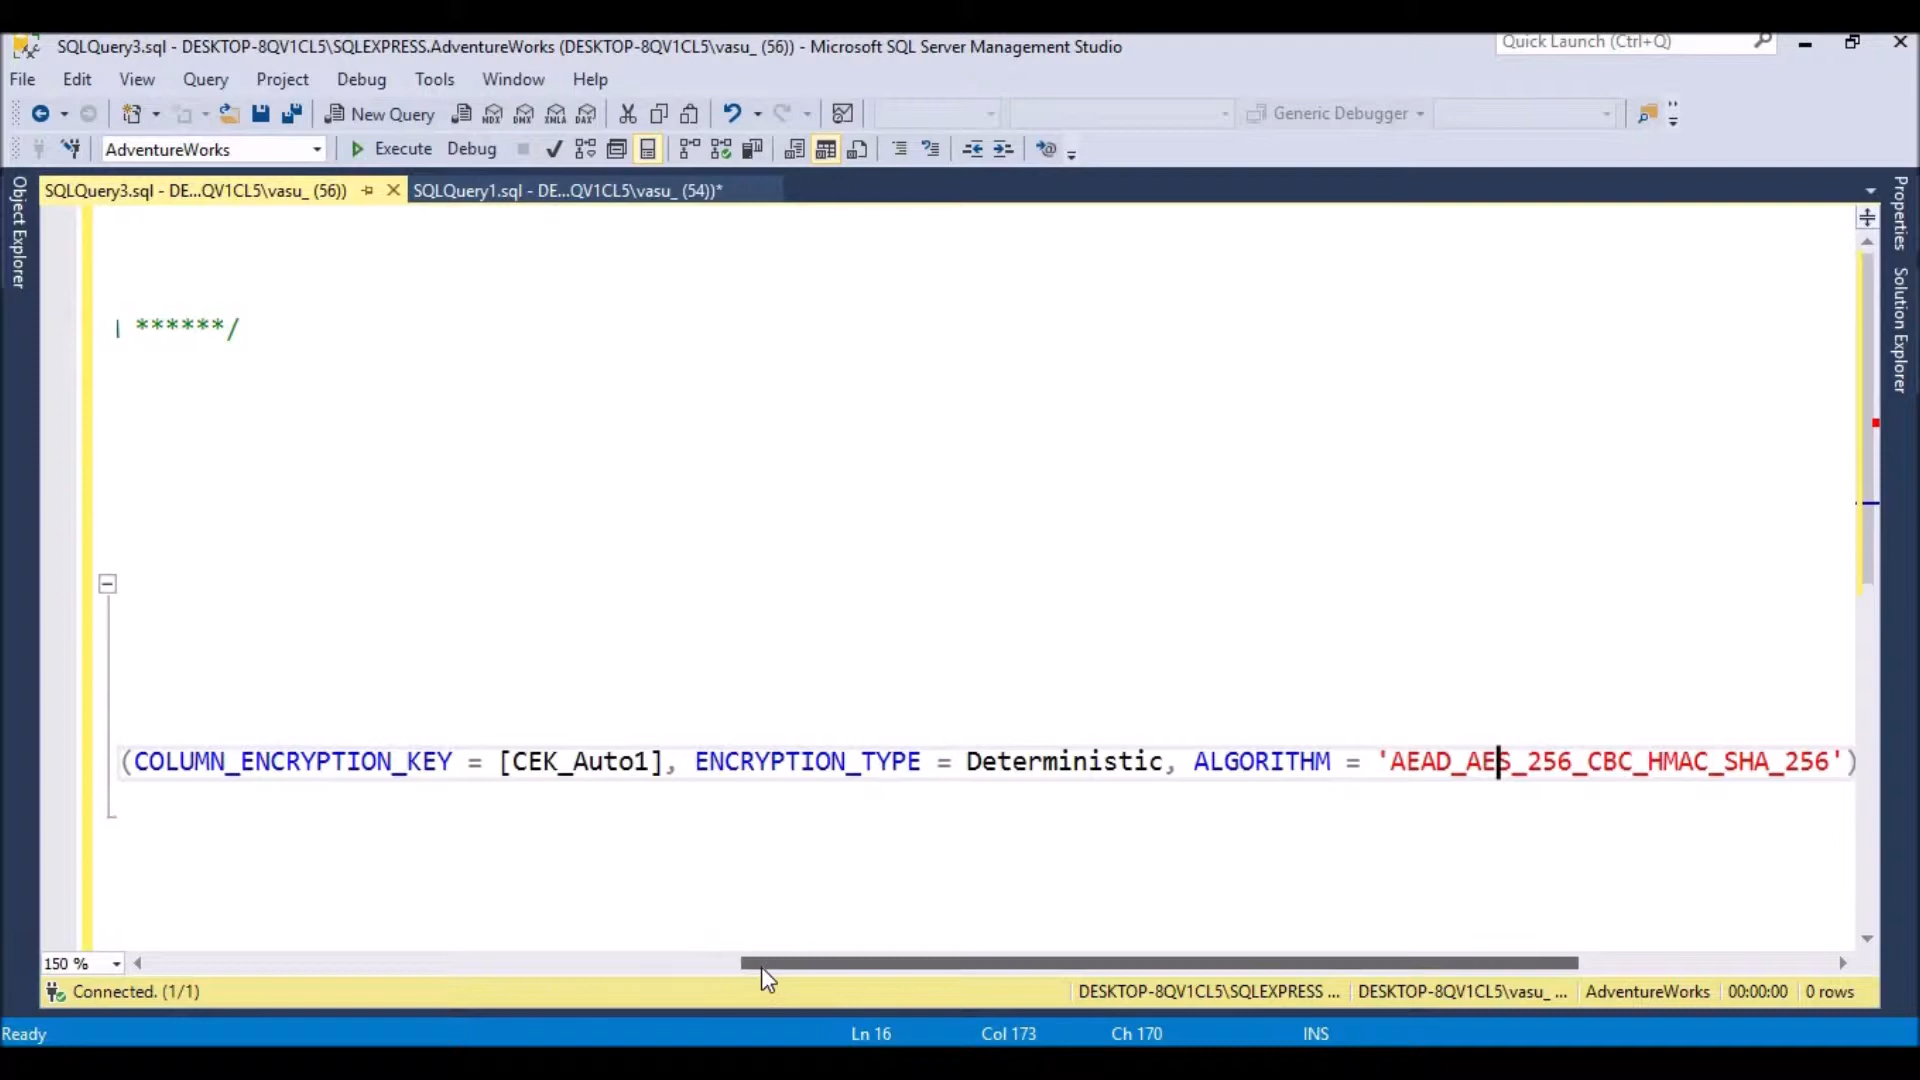 SQLQuery3.sql - DESKTOP-8QV1CL5\SQLEXPRESS.AdventureWorks (DESKTOP-8QV1CL5\vasu_ (56)) - Microsoft SQL Server Management Studio
Quick Launch (Ctrl+Q)
File Edit View Query Project Debug Tools Window Help
New Query MDX DMX XMLA DAX Generic Debugger
AdventureWorks Execute Debug
SQLQuery3.sql - DE...QV1CL5\vasu_ (56)) SQLQuery1.sql - DE...QV1CL5\vasu_ (54))*
Object Explorer
Properties
Solution Explorer
******/
(COLUMN_ENCRYPTION_KEY = [CEK_Auto1], ENCRYPTION_TYPE = Deterministic, ALGORITHM = 'AEAD_AES_256_CBC_HMAC_SHA_256')
150 %
Connected. (1/1) DESKTOP-8QV1CL5\SQLEXPRESS ... DESKTOP-8QV1CL5\vasu_ ... AdventureWorks 00:00:00 0 rows
Ready Ln 16 Col 173 Ch 170 INS